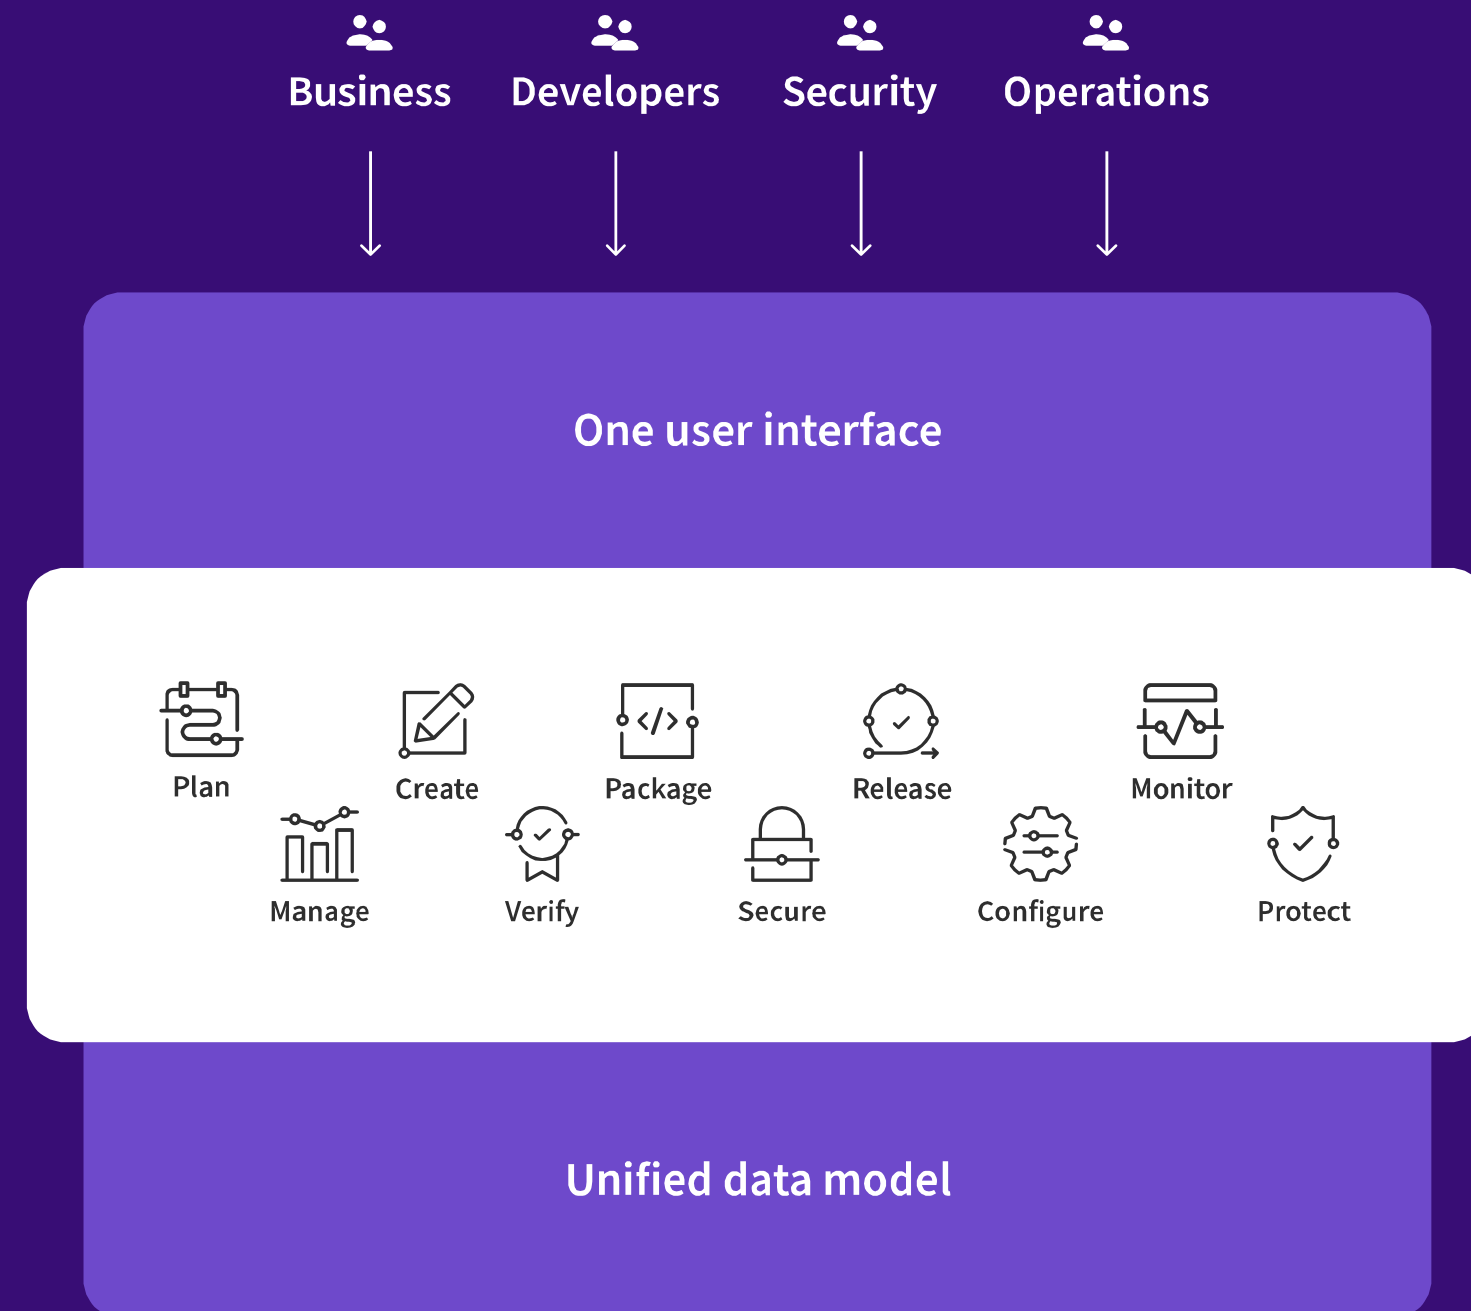 Business Developers Security Operations
One user interface
Plan Create Package Release Monitor
Manage Verify Secure Configure Protect
Unified data model